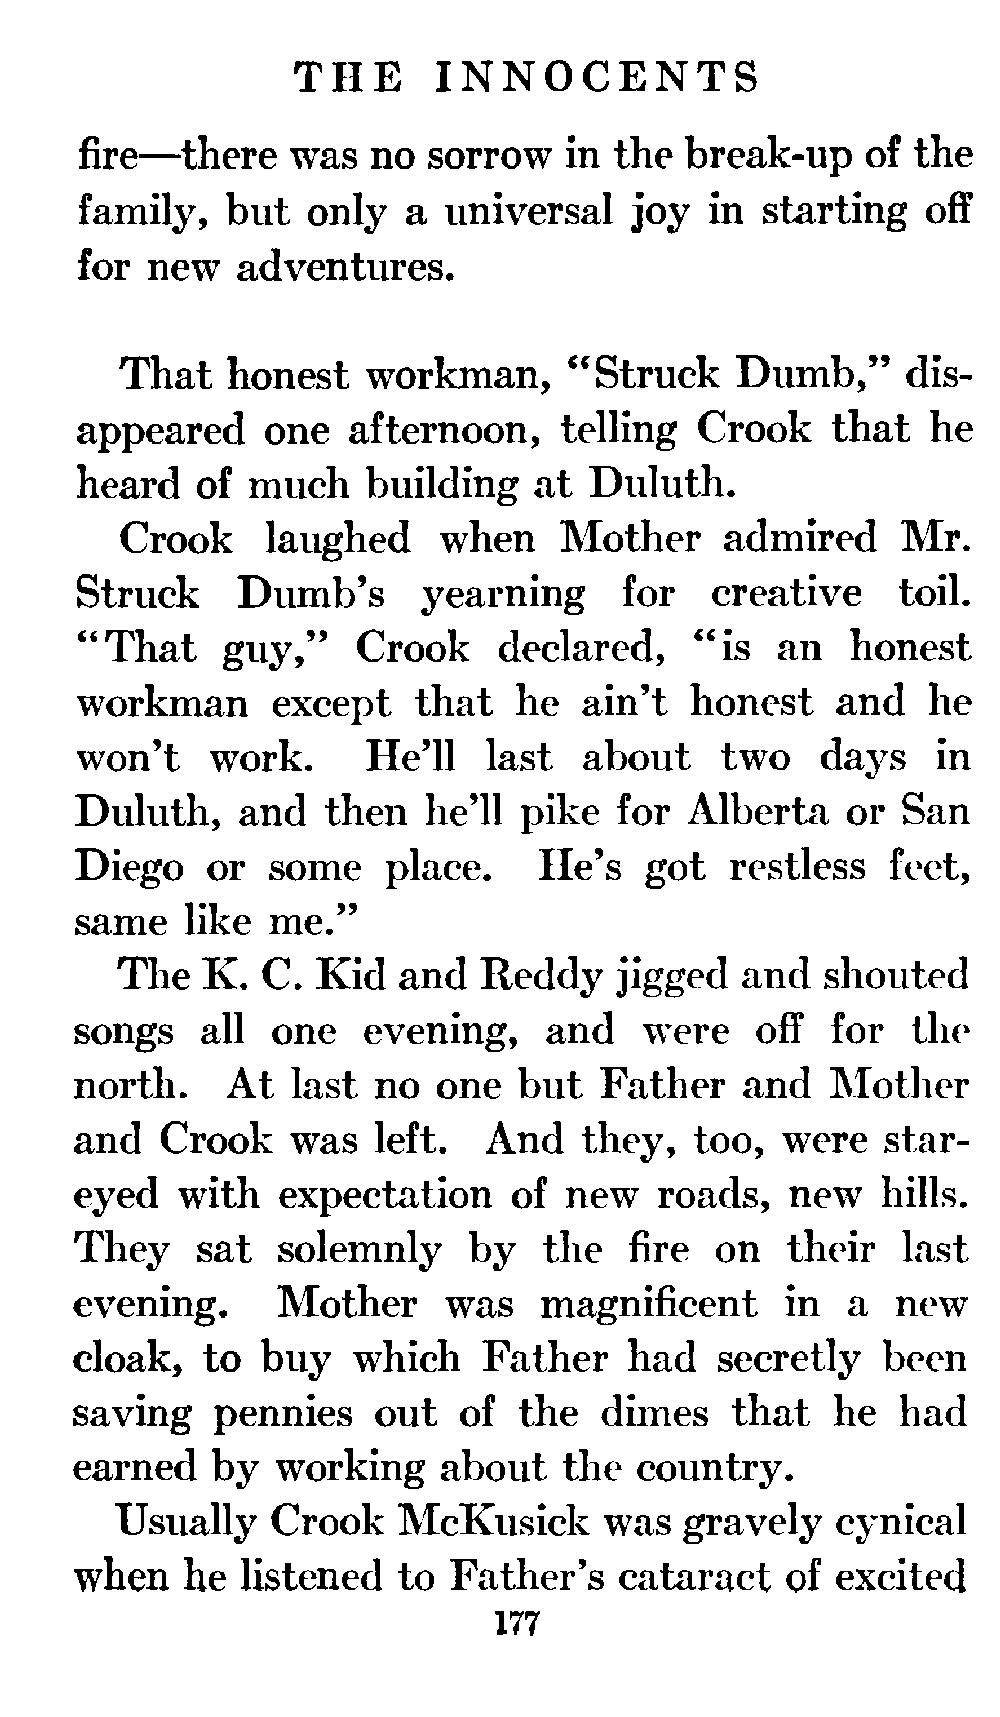 THE INNOCENTS
fire—there was no sorrow in the break-up of the
family, but only a universal joy in starting off
for new adventures.
That honest workman, “Struck Dumb,” dis-
appeared one afternoon, telling Crook that he
heard of much building at Duluth.
Crook laughed when Mother admired Mr.
Struck Dumb’s yearning for creative toil.
“That guy,” Crook declared, “is an honest
workman except that he ain’t honest and he
won’t work. He’ll last about two days in
Duluth, and then he’ll pike for Alberta or San
Diego or some place. He’s got restless feet,
same like me.”
The K. C. Kid and Reddy jigged and shouted
songs all one evening, and were off for the
north. At last no one but Father and Mother
and Crook was left. And they, too, were star-
eyed with expectation of new roads, new hills.
They sat solemnly by the fire on their last
evening. Mother was magnificent in a new
cloak, to buy which Father had secretly been
saving pennies out of the dimes that he had
earned by working about the country.
Usually Crook McKusick was gravely cynical
when he listened to Father’s cataract of excited
177